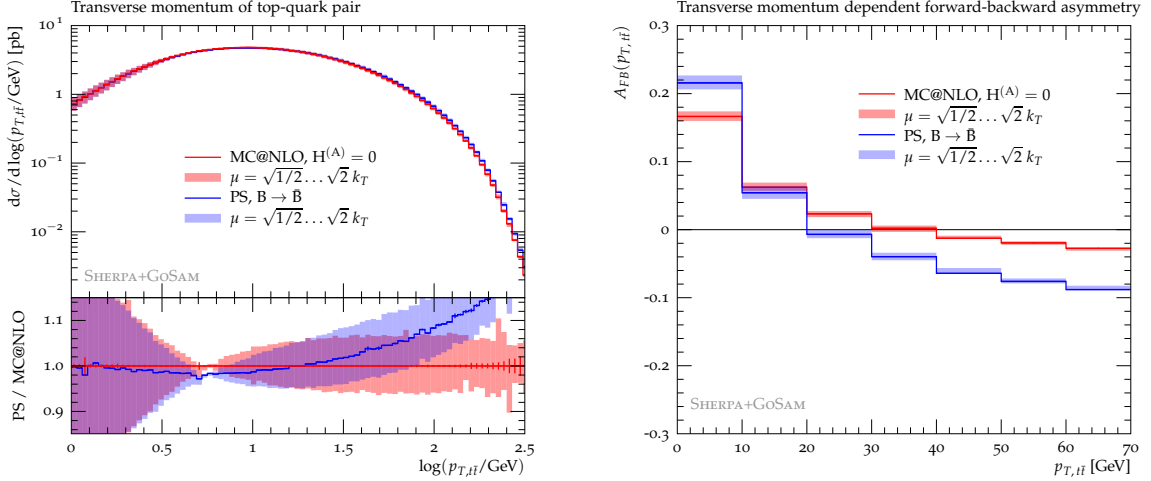 Transverse momentum of top-quark pair
10^1
1
10^−1
10^−2
dσ/d log(p_{T,tt̄}/GeV) [pb]
MC@NLO, H^(A) = 0
μ = √1/2 … √2 k_T
PS, B → B̄
μ = √1/2 … √2 k_T
SHERPA+GOSAM
1.1
1.0
0.9
PS / MC@NLO
0 0.5 1 1.5 2 2.5
log(p_{T,tt̄}/GeV)
Transverse momentum dependent forward-backward asymmetry
0.3
0.2
0.1
0
-0.1
-0.2
-0.3
A_FB(p_{T,tt̄})
MC@NLO, H^(A) = 0
μ = √1/2 … √2 k_T
PS, B → B̄
μ = √1/2 … √2 k_T
SHERPA+GOSAM
0 10 20 30 40 50 60 70
p_{T,tt̄} [GeV]